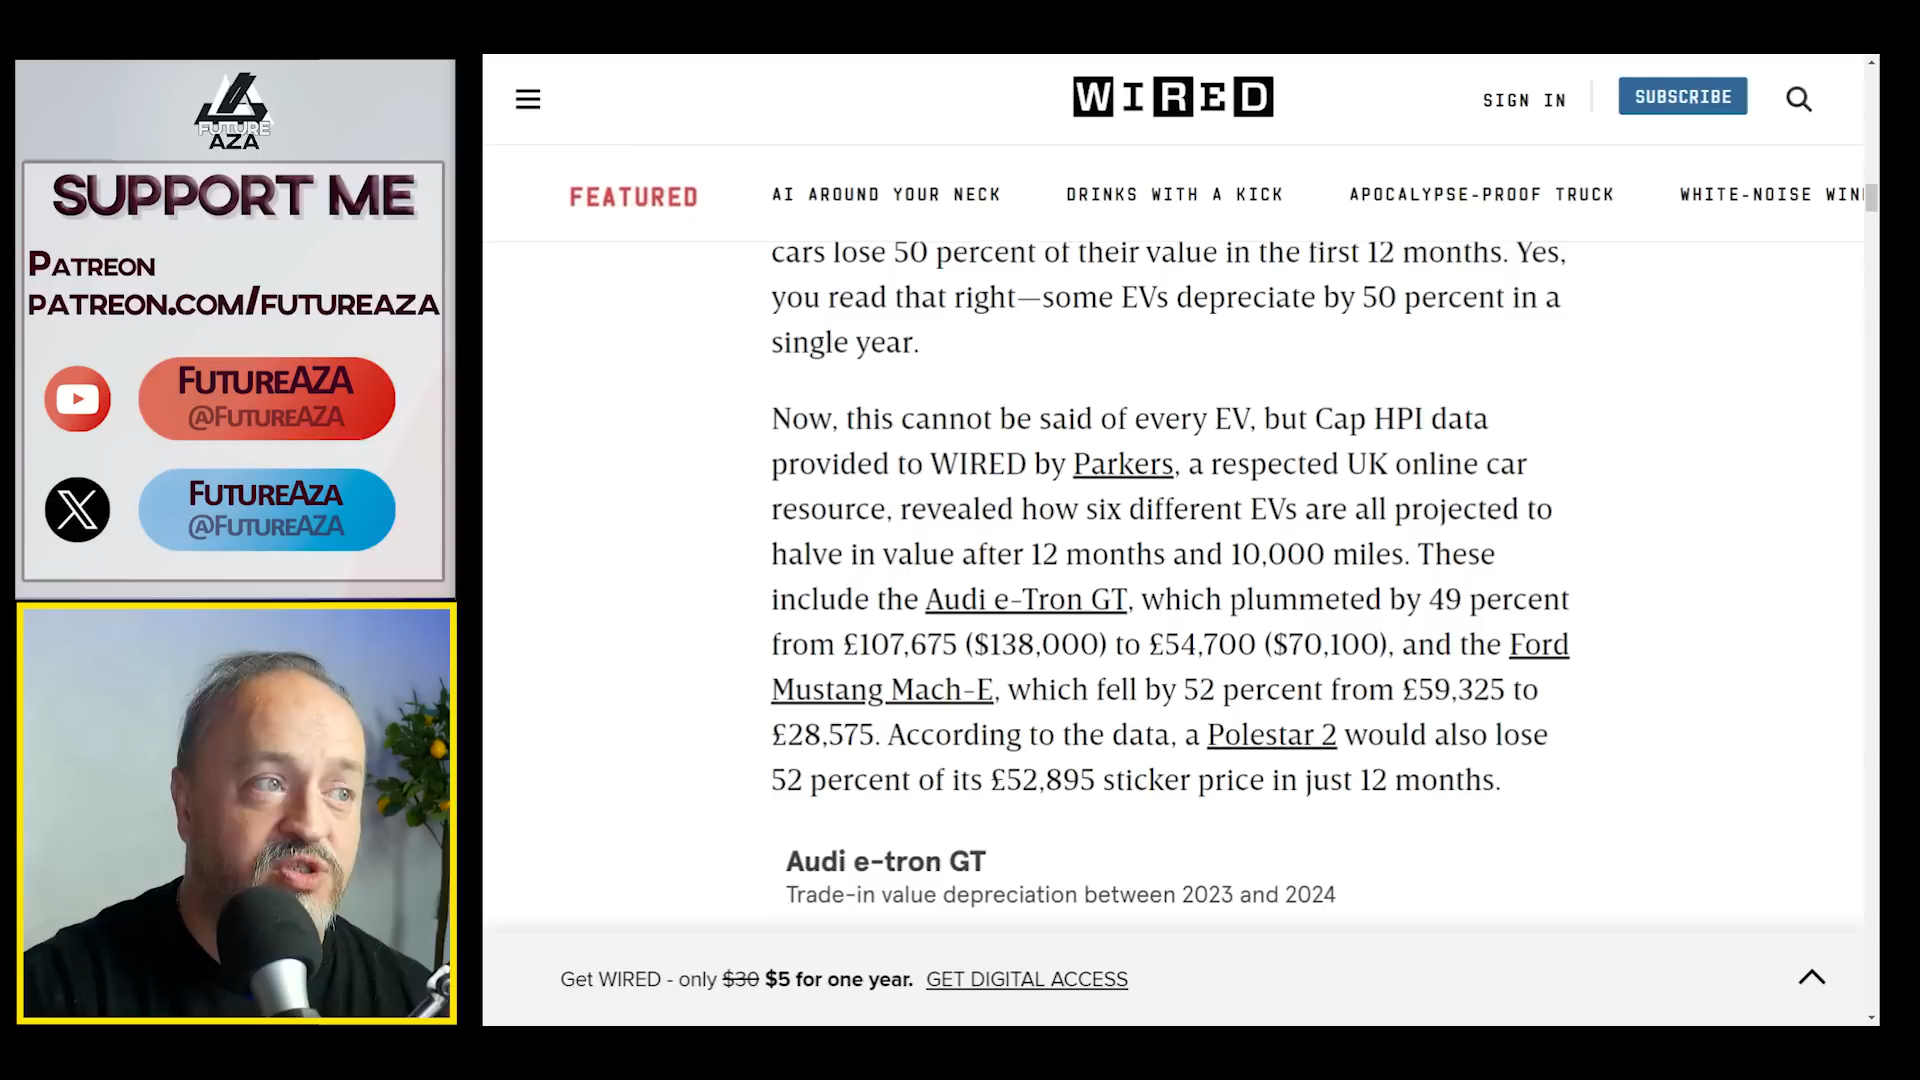 FUTURE
AZA
SUPPORT ME
PATREON
PATREON.COM/FUTUREAZA
FUTUREAZA
@FUTUREAZA
FUTUREAZA
@FUTUREAZA
WIRED
SIGN IN
SUBSCRIBE
FEATURED
AI AROUND YOUR NECK
DRINKS WITH A KICK
APOCALYPSE-PROOF TRUCK
WHITE-NOISE WIN
cars lose 50 percent of their value in the first 12 months. Yes,
you read that right—some EVs depreciate by 50 percent in a
single year.
Now, this cannot be said of every EV, but Cap HPI data
provided to WIRED by Parkers, a respected UK online car
resource, revealed how six different EVs are all projected to
halve in value after 12 months and 10,000 miles. These
include the Audi e-Tron GT, which plummeted by 49 percent
from £107,675 ($138,000) to £54,700 ($70,100), and the Ford
Mustang Mach-E, which fell by 52 percent from £59,325 to
£28,575. According to the data, a Polestar 2 would also lose
52 percent of its £52,895 sticker price in just 12 months.
Audi e-tron GT
Trade-in value depreciation between 2023 and 2024
Get WIRED - only $30 $5 for one year. GET DIGITAL ACCESS